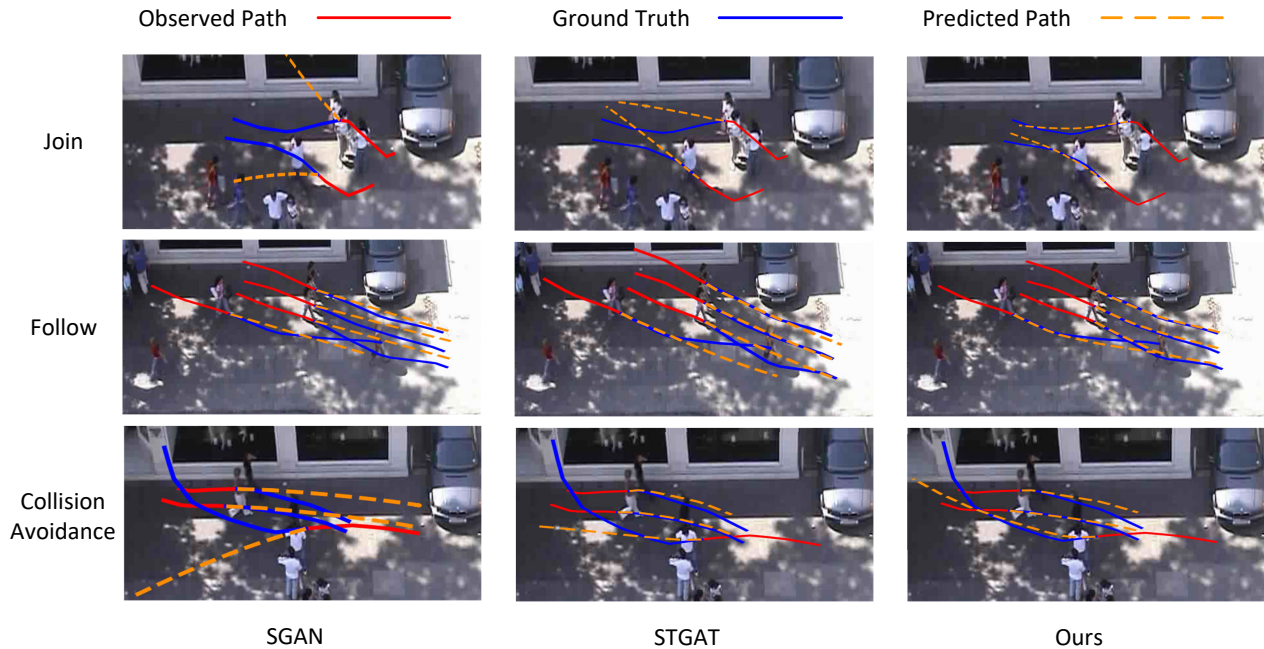 Observed Path
Ground Truth
Predicted Path
Join
Follow
Collision
Avoidance
SGAN
STGAT
Ours